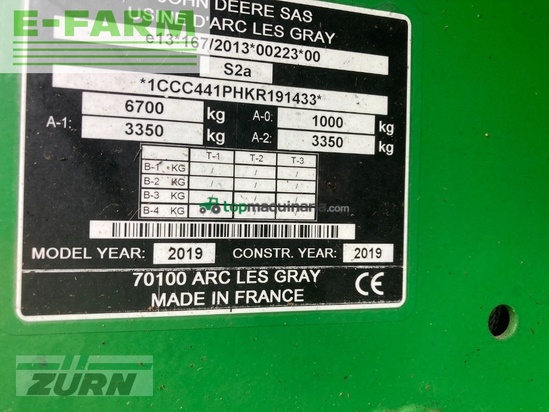 JOHN DEERE SAS
USINE D'ARC LES GRAY
E-FARM
e13*167/2013*00223*00
S2a
*1CCC441PHKR191433*
6700 kg A-0: 1000 kg
A-1: 3350 kg A-2: 3350 kg
T-1 T-2 T-3
B-1 KG / / /
B-2 KG / / /
B-3 KG / / /
B-4 KG
topmaquinaria.com
MODEL YEAR: 2019 CONSTR. YEAR: 2019
70100 ARC LES GRAY
MADE IN FRANCE
CE
ZÜRN